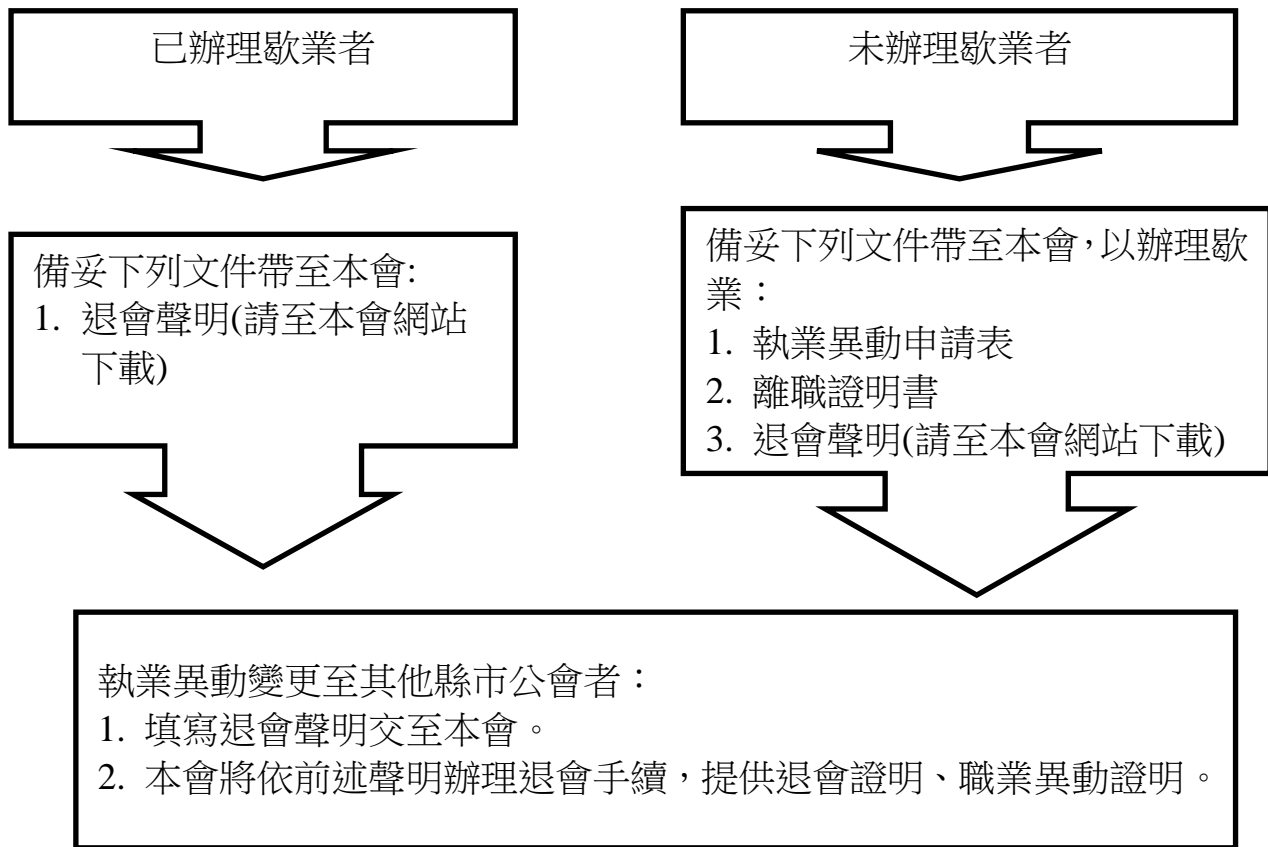 已辦理歇業者
未辦理歇業者
備妥下列文件帶至本會:
1. 退會聲明(請至本會網站
下載)
備妥下列文件帶至本會，以辦理歇
業：
1. 執業異動申請表
2. 離職證明書
3. 退會聲明(請至本會網站下載)
執業異動變更至其他縣市公會者：
1. 填寫退會聲明交至本會。
2. 本會將依前述聲明辦理退會手續，提供退會證明、職業異動證明。